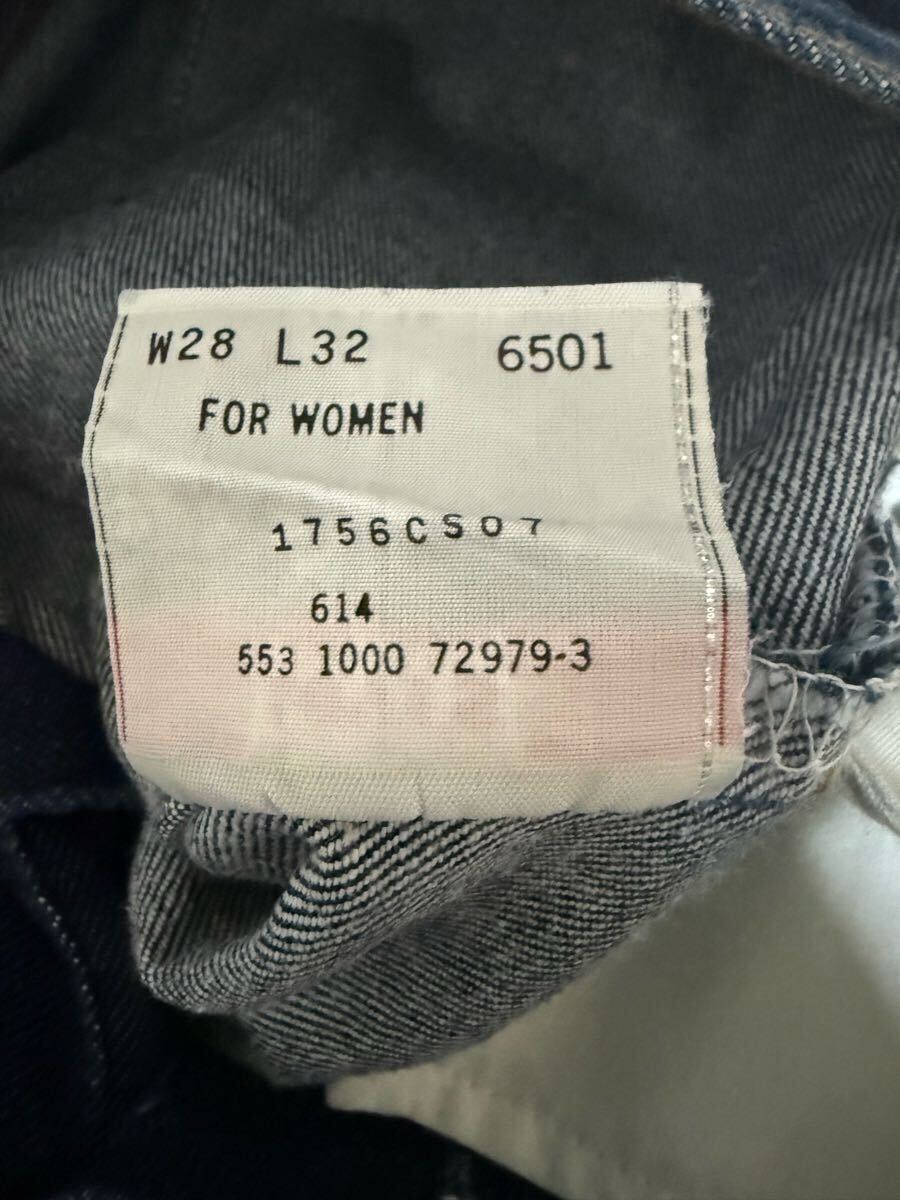 W28 L32 6501
FOR WOMEN
1756CS07
614
553 1000 72979-3